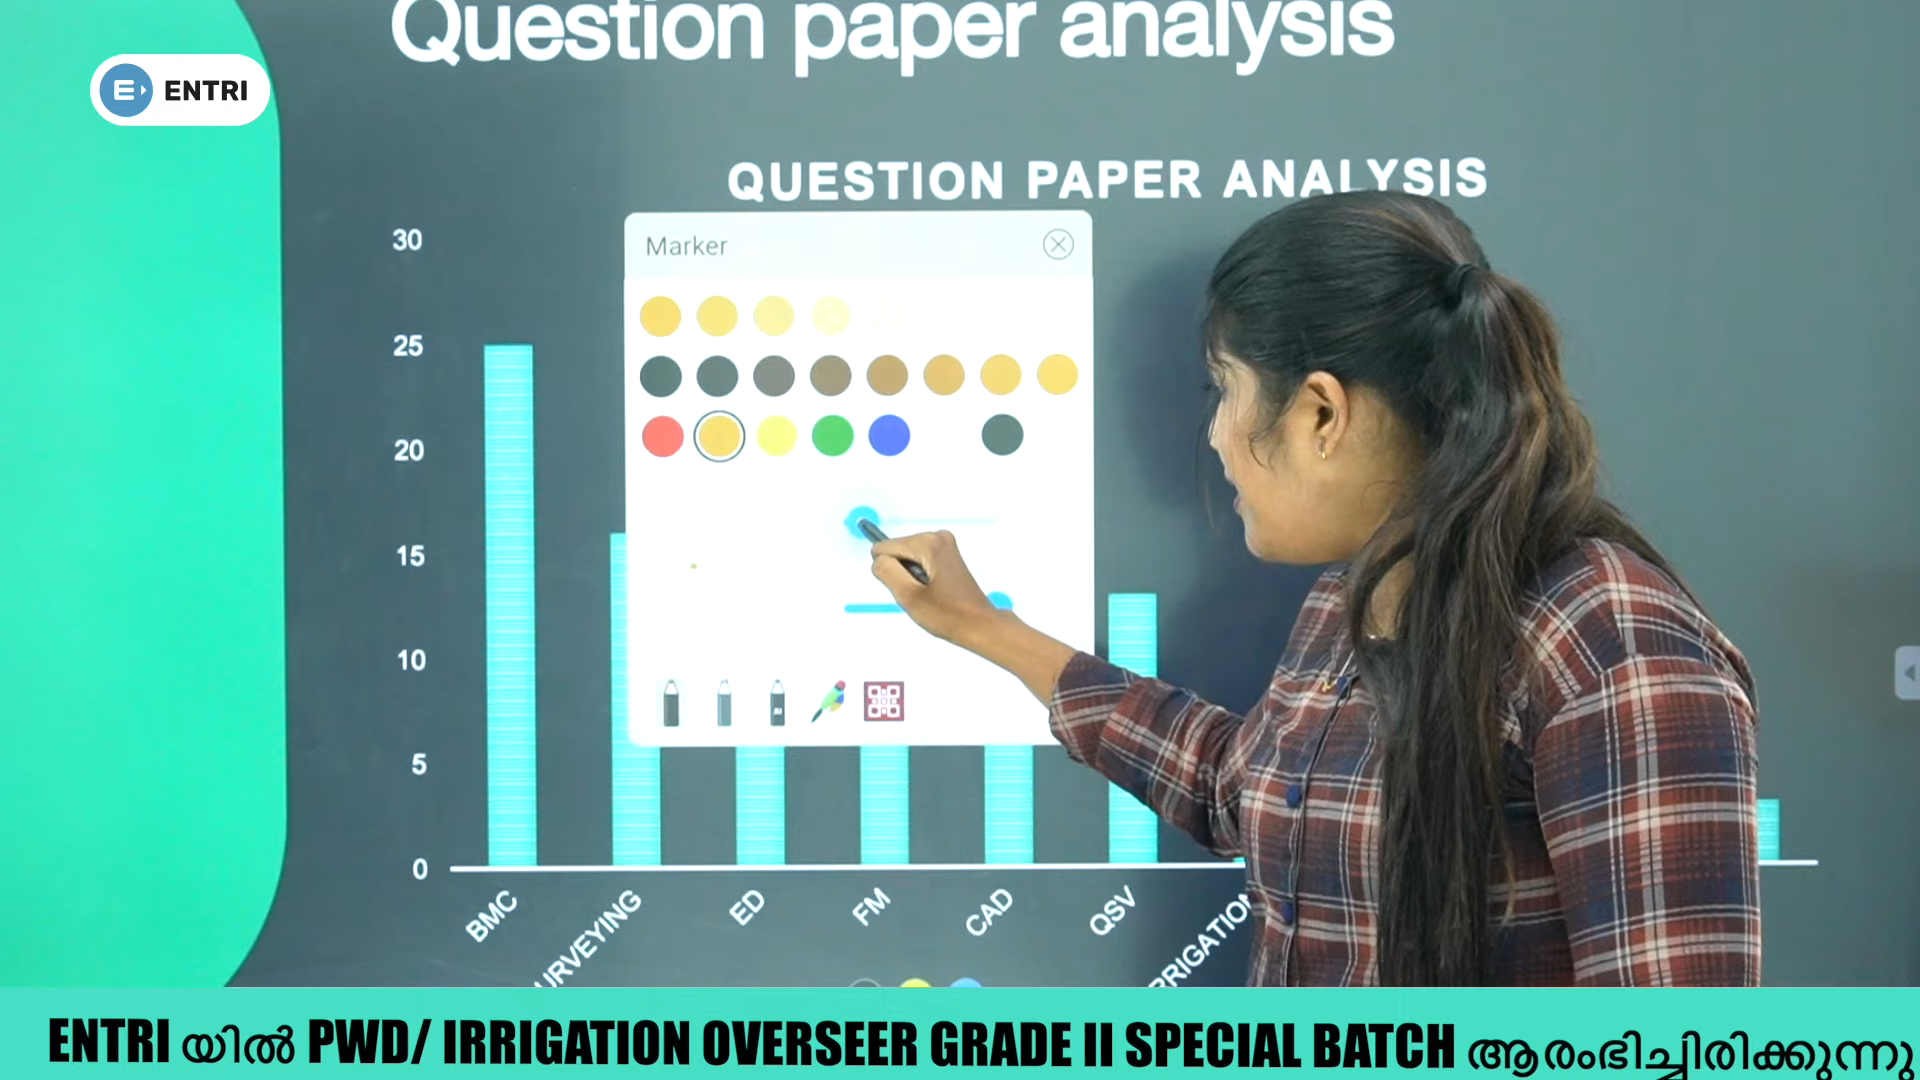 Question paper analysis
ENTRI
QUESTION PAPER ANALYSIS
Marker
30
25
20
15
10
5
0
BMC
URVEYING
ED
FM
CAD
QSV
RRIGATION
ENTRI യിൽ PWD/ IRRIGATION OVERSEER GRADE II SPECIAL BATCH ആരംഭിച്ചിരിക്കുന്നു